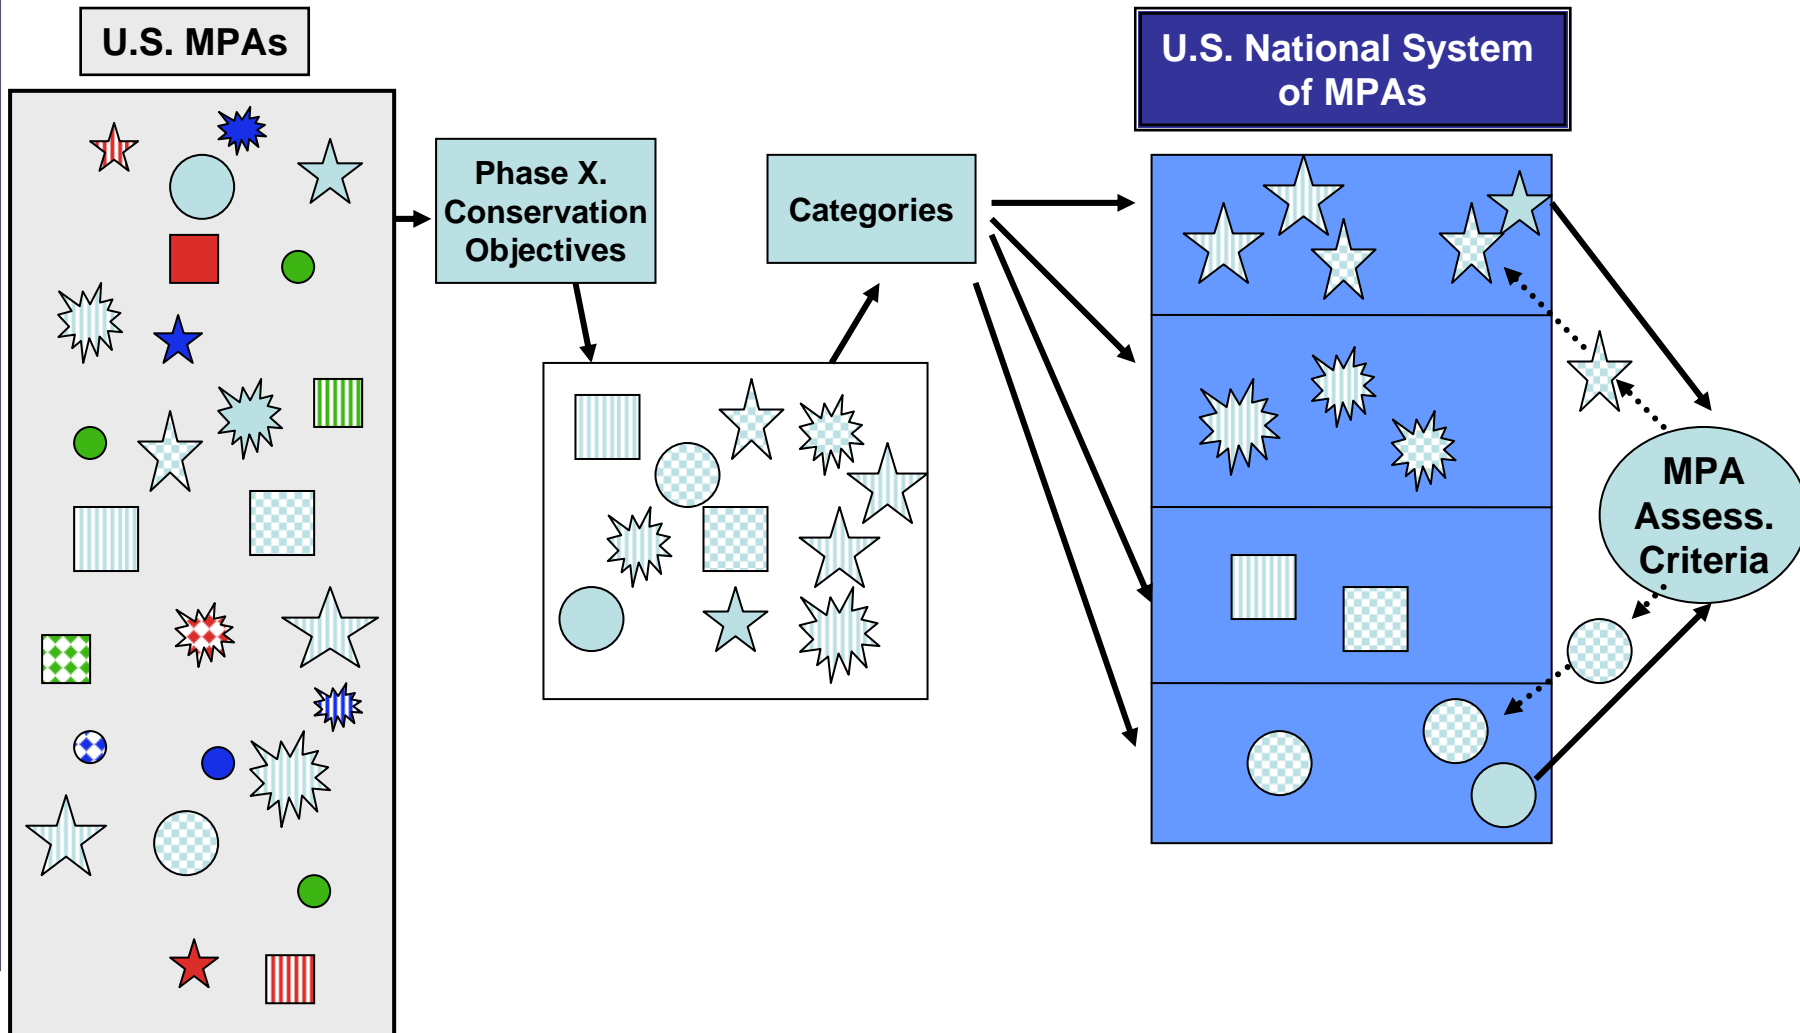 U.S. MPAs
U.S. National System
of MPAs
Phase X.
Conservation
Objectives
Categories
MPA
Assess.
Criteria